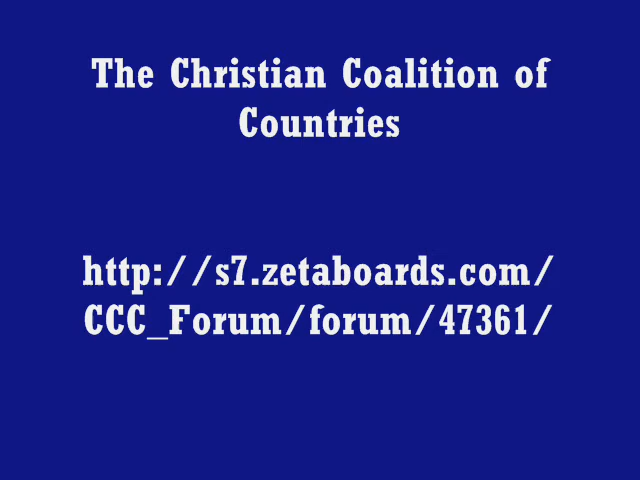 The Christian Coalition of
Countries
http://s7.zetaboards.com/
CCC_Forum/forum/47361/